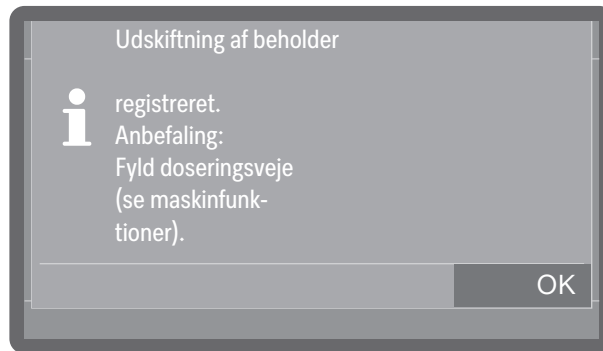 Udskiftning af beholder
registreret.
Anbefaling:
Fyld doseringsveje
(se maskinfunk-
tioner).
OK